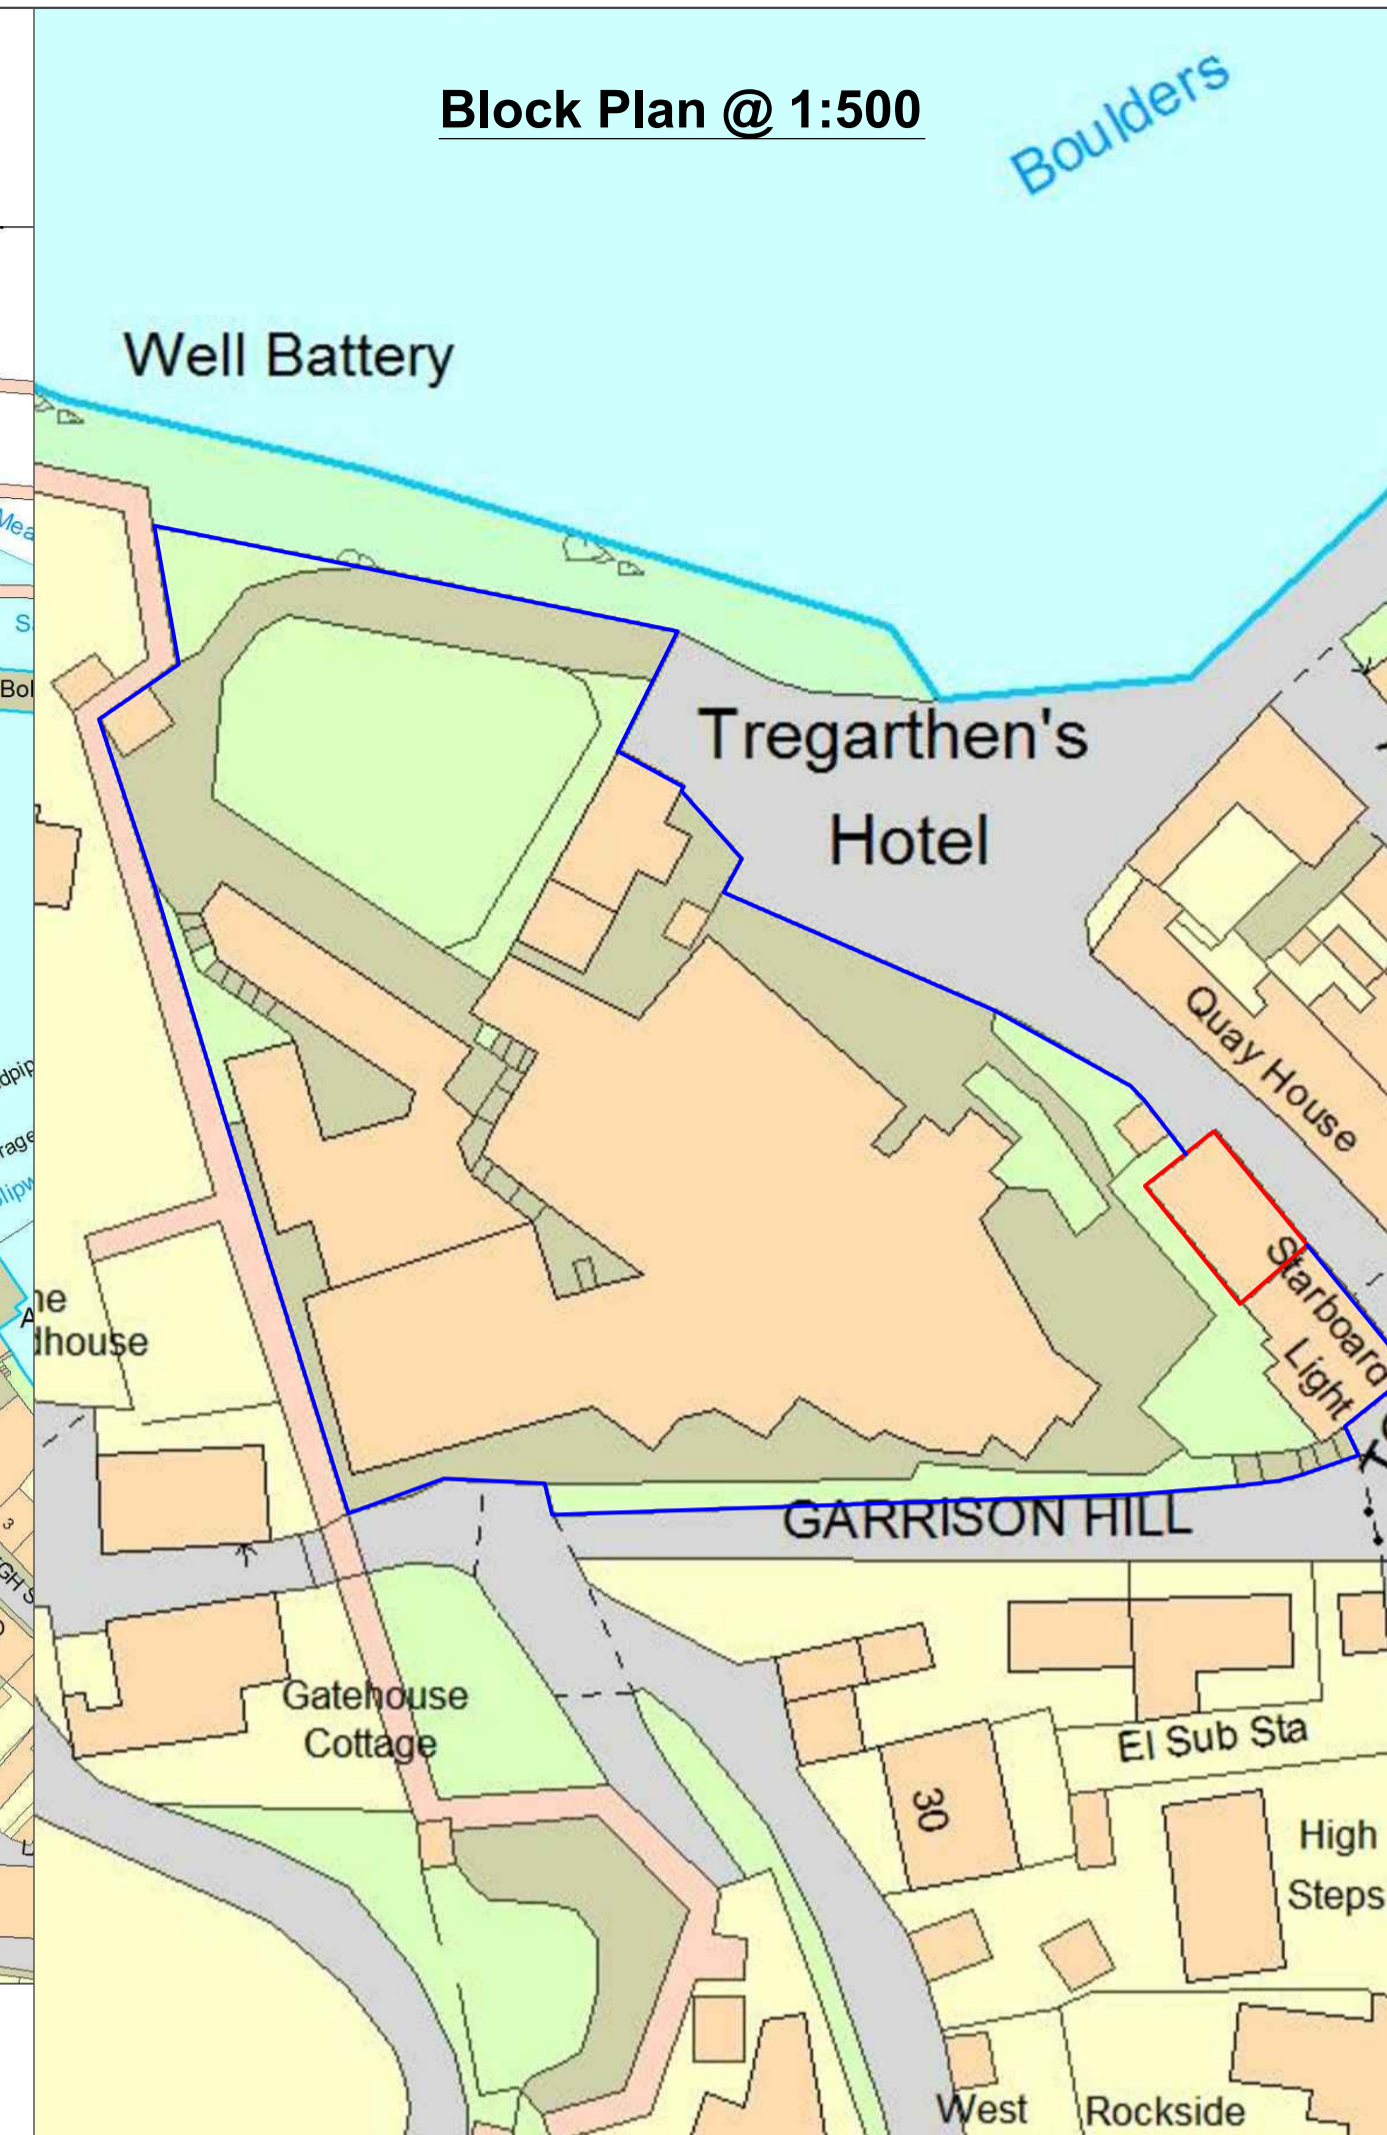 Block Plan @ 1:500
Boulders
Well Battery
Tregarthen's
Hotel
Quay House
Starboard
Light
GARRISON HILL
Gatehouse
Cottage
El Sub Sta
30
High
Steps
West
Rockside
3